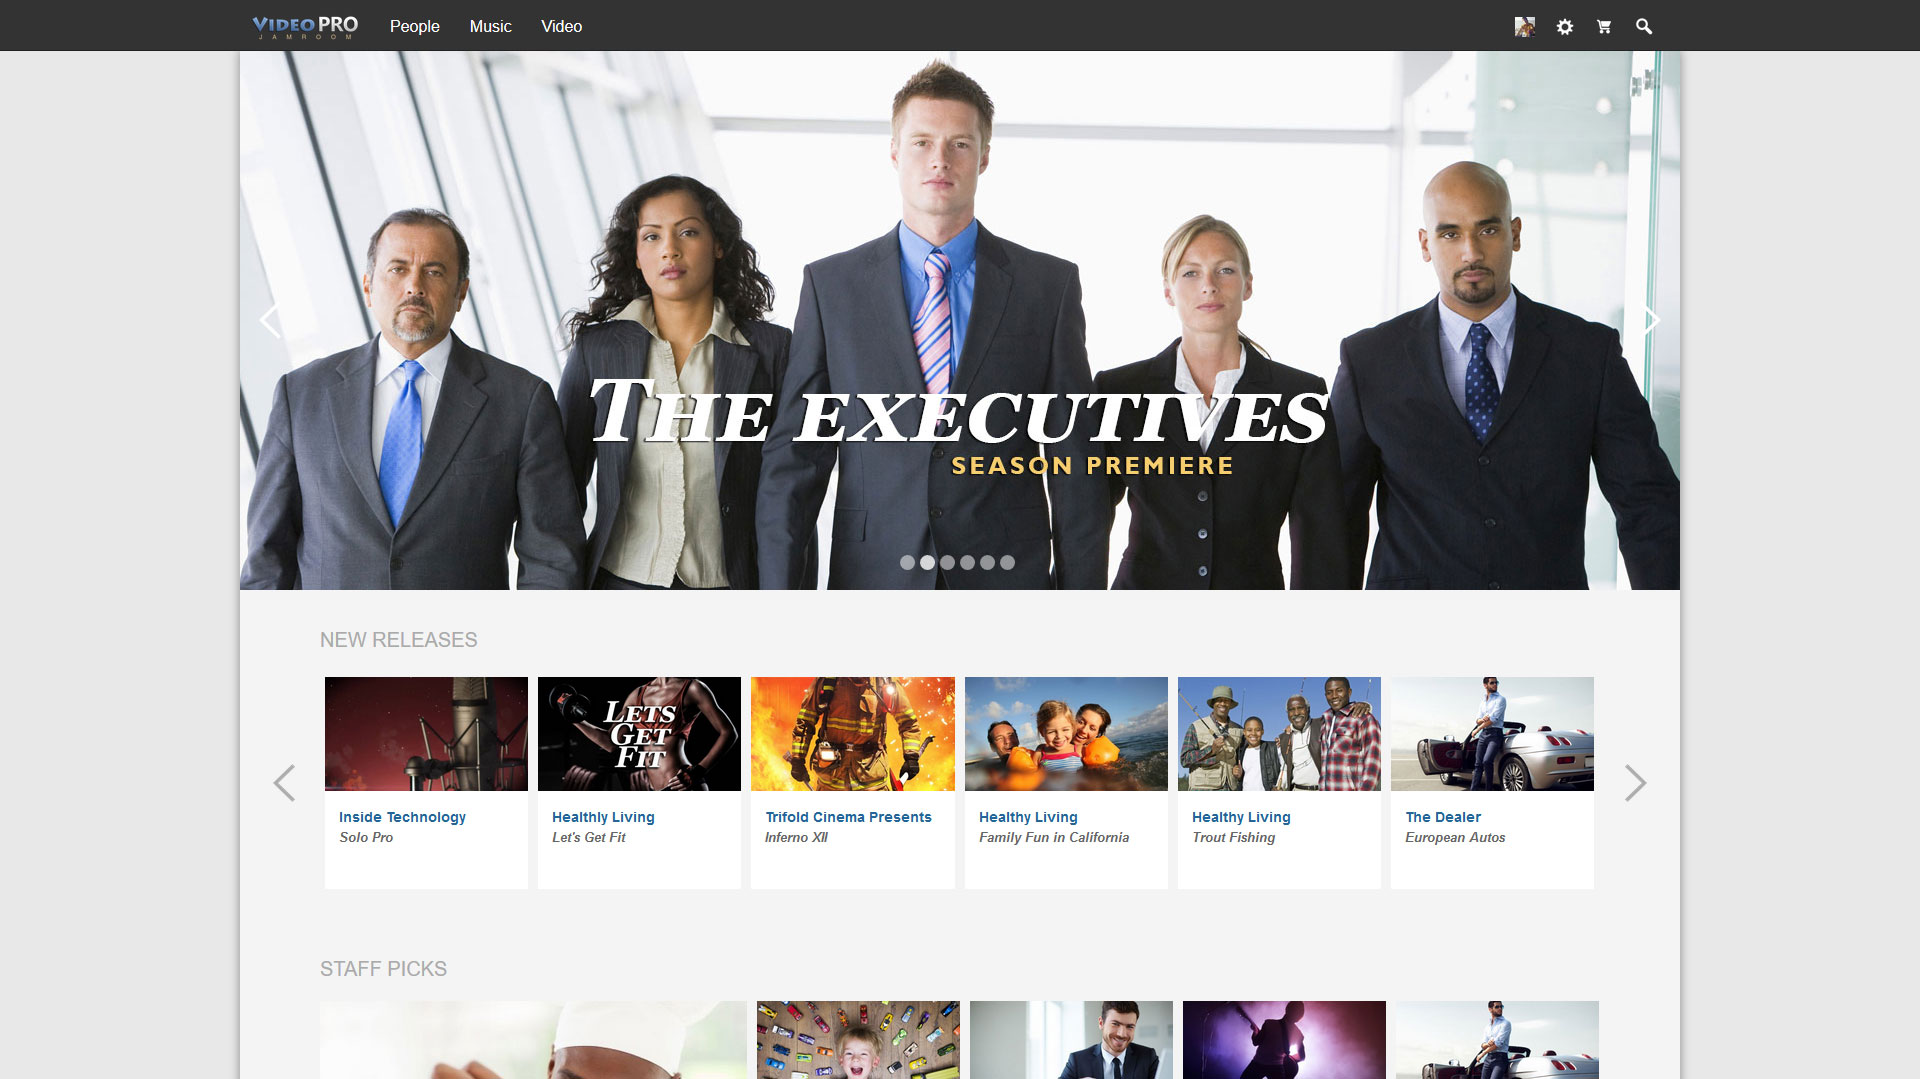 VIDEO PRO
JAMROOM
People
Music
Video
THE EXECUTIVES
SEASON PREMIERE
NEW RELEASES
LETS
GET
FIT
Inside Technology
Solo Pro
Healthly Living
Let's Get Fit
Trifold Cinema Presents
Inferno XII
Healthy Living
Family Fun in California
Healthy Living
Trout Fishing
The Dealer
European Autos
STAFF PICKS